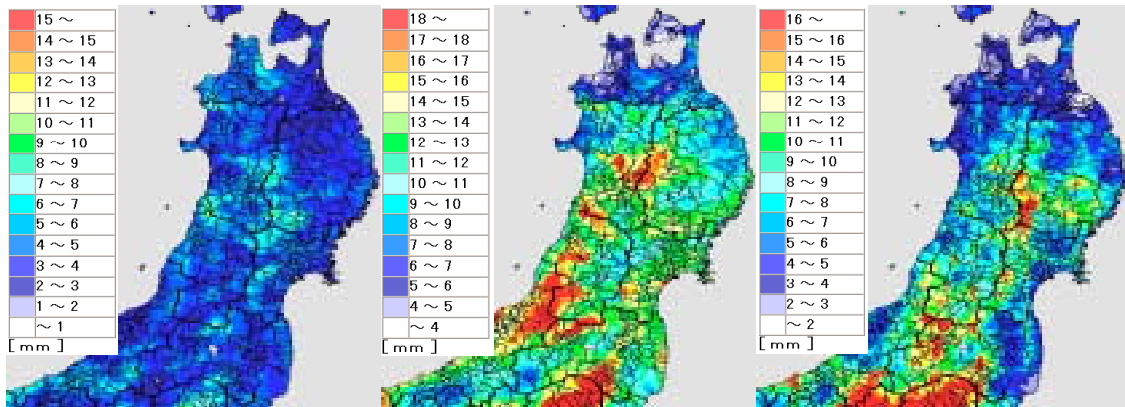 15 ～
14 ～ 15
13 ～ 14
12 ～ 13
11 ～ 12
10 ～ 11
9 ～ 10
8 ～ 9
7 ～ 8
6 ～ 7
5 ～ 6
4 ～ 5
3 ～ 4
2 ～ 3
1 ～ 2
～ 1
[mm]
18 ～
17 ～ 18
16 ～ 17
15 ～ 16
14 ～ 15
13 ～ 14
12 ～ 13
11 ～ 12
10 ～ 11
9 ～ 10
8 ～ 9
7 ～ 8
6 ～ 7
5 ～ 6
4 ～ 5
～ 4
[mm]
16 ～
15 ～ 16
14 ～ 15
13 ～ 14
12 ～ 13
11 ～ 12
10 ～ 11
9 ～ 10
8 ～ 9
7 ～ 8
6 ～ 7
5 ～ 6
4 ～ 5
3 ～ 4
2 ～ 3
～ 2
[mm]